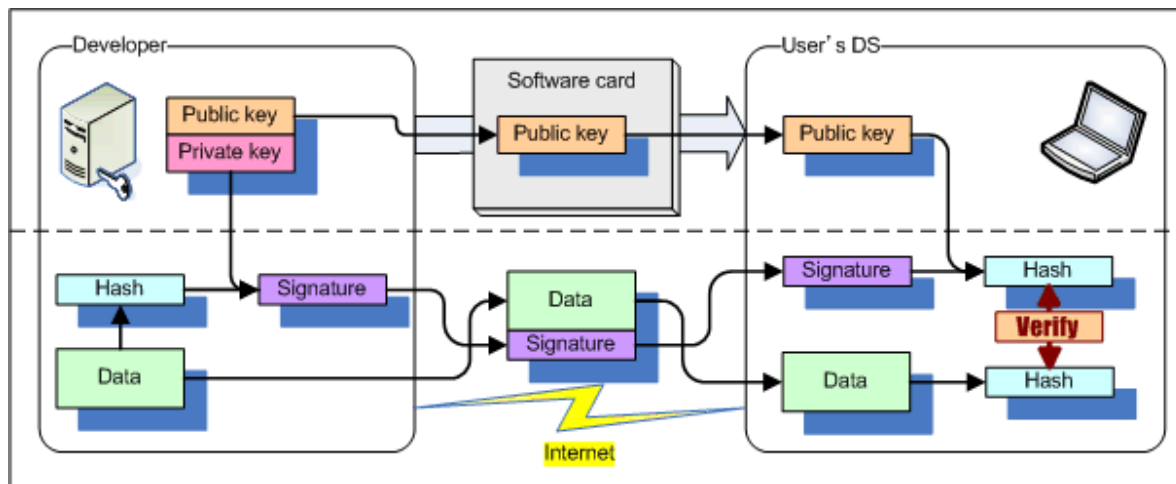 Developer
User's DS
Software card
Public key
Private key
Public key
Public key
Hash
Signature
Data
Data
Signature
Signature
Hash
Verify
Data
Hash
Internet